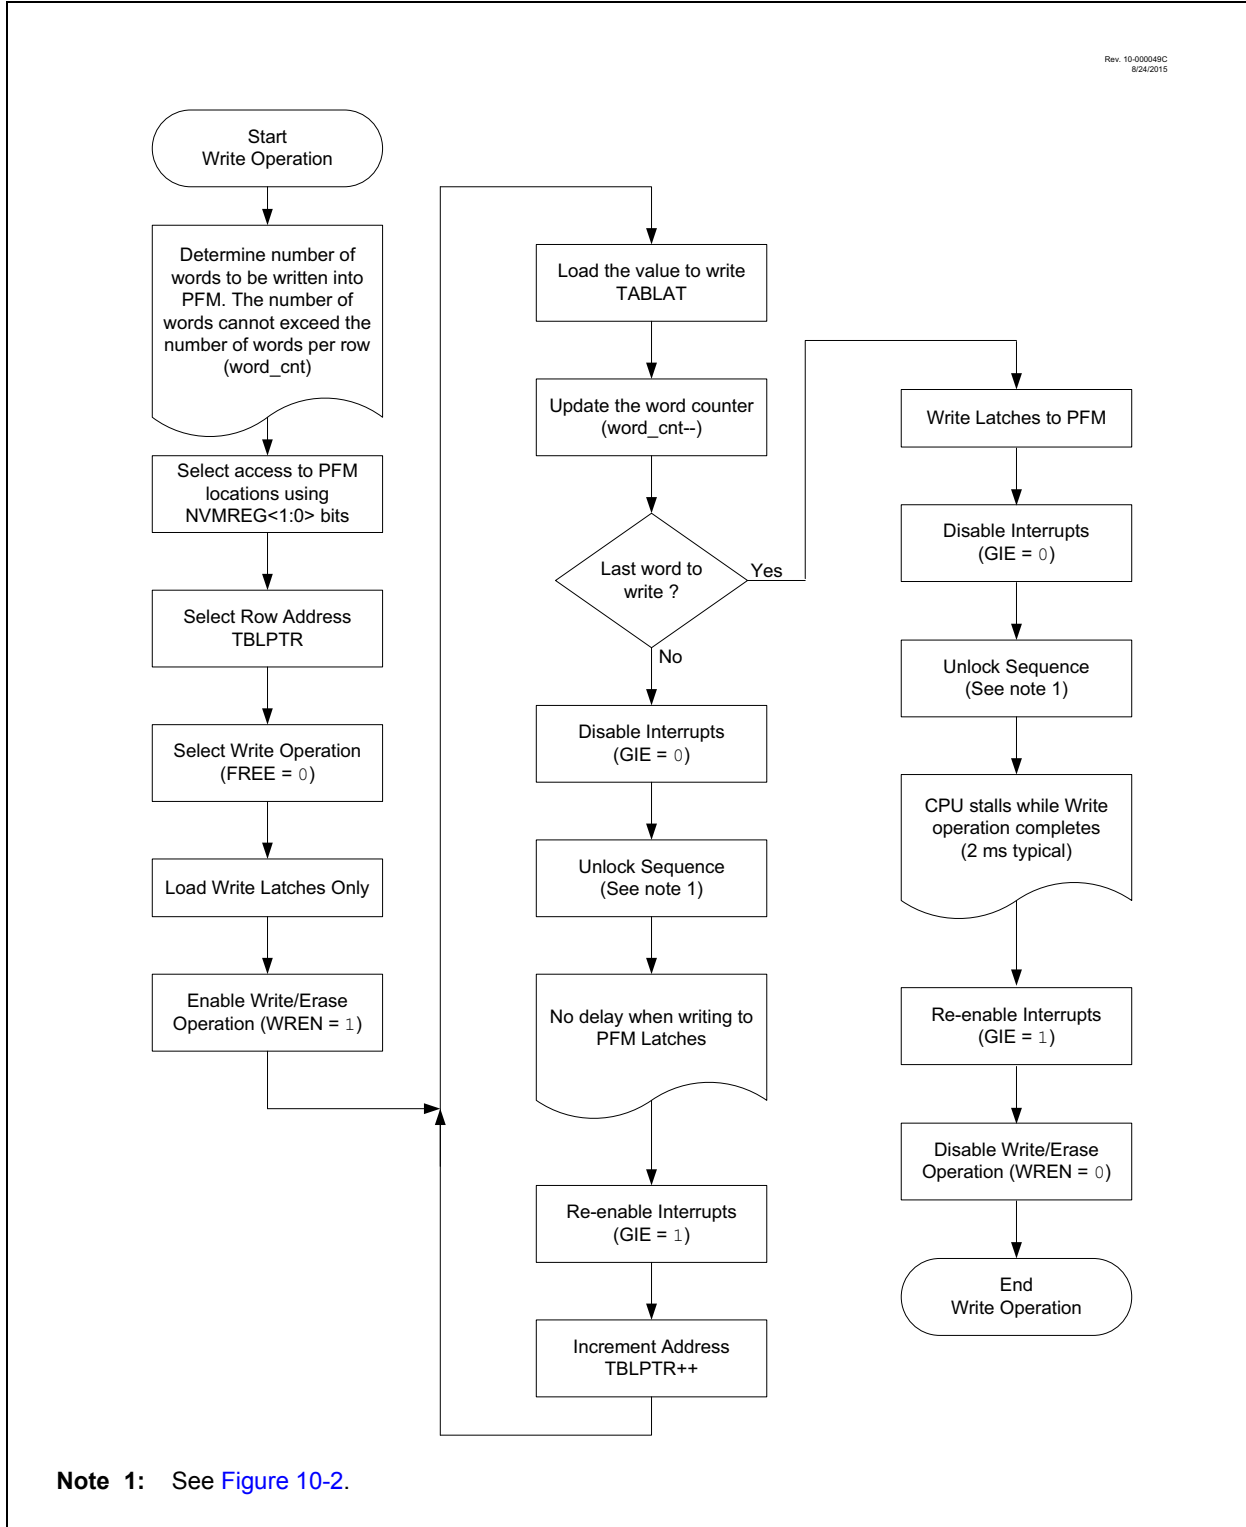 Rev. 10-000049C
8/24/2015
Start
Write Operation
Determine number of
words to be written into
PFM. The number of
words cannot exceed the
number of words per row
(word_cnt)
Select access to PFM
locations using
NVMREG<1:0> bits
Select Row Address
TBLPTR
Select Write Operation
(FREE = 0)
Load Write Latches Only
Enable Write/Erase
Operation (WREN = 1)
Load the value to write
TABLAT
Update the word counter
(word_cnt--)
Last word to
write ?
Yes
No
Disable Interrupts
(GIE = 0)
Unlock Sequence
(See note 1)
No delay when writing to
PFM Latches
Re-enable Interrupts
(GIE = 1)
Increment Address
TBLPTR++
Write Latches to PFM
Disable Interrupts
(GIE = 0)
Unlock Sequence
(See note 1)
CPU stalls while Write
operation completes
(2 ms typical)
Re-enable Interrupts
(GIE = 1)
Disable Write/Erase
Operation (WREN = 0)
End
Write Operation
Note 1: See Figure 10-2.